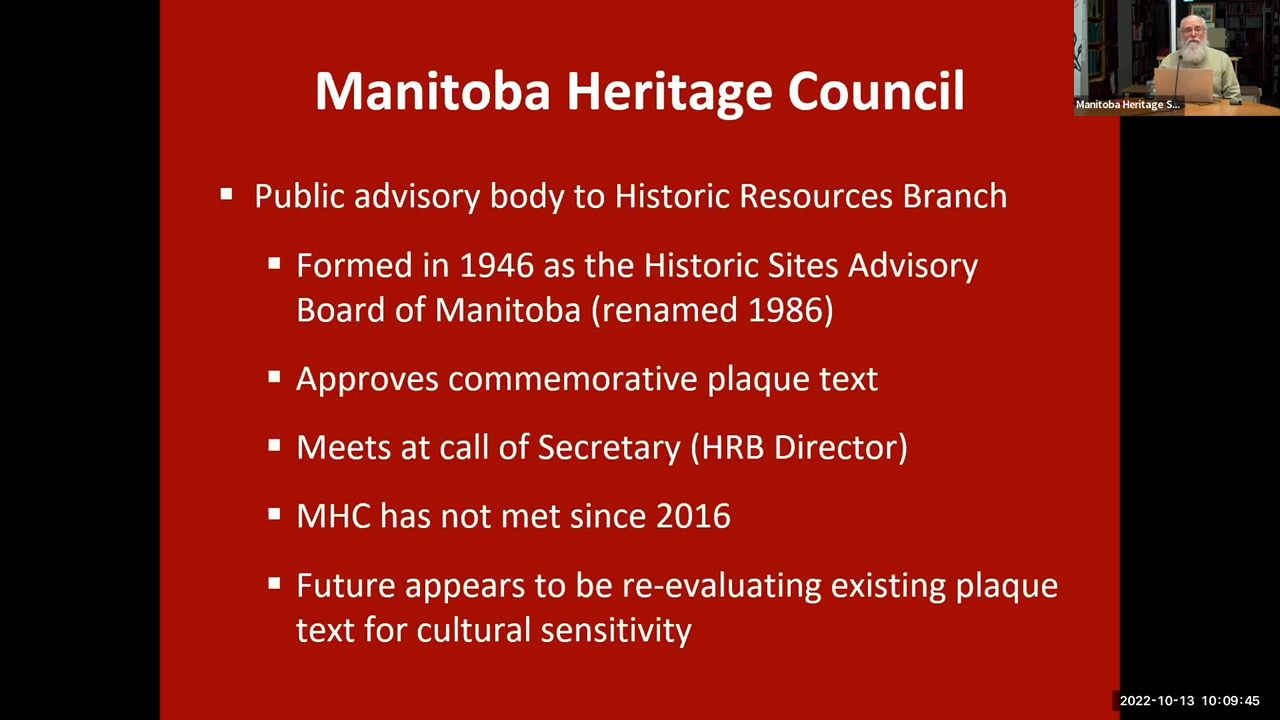 Manitoba Heritage Council
Manitoba Heritage S...
▪ Public advisory body to Historic Resources Branch
▪ Formed in 1946 as the Historic Sites Advisory
Board of Manitoba (renamed 1986)
▪ Approves commemorative plaque text
▪ Meets at call of Secretary (HRB Director)
▪ MHC has not met since 2016
▪ Future appears to be re-evaluating existing plaque
text for cultural sensitivity
2022-10-13 10:09:45